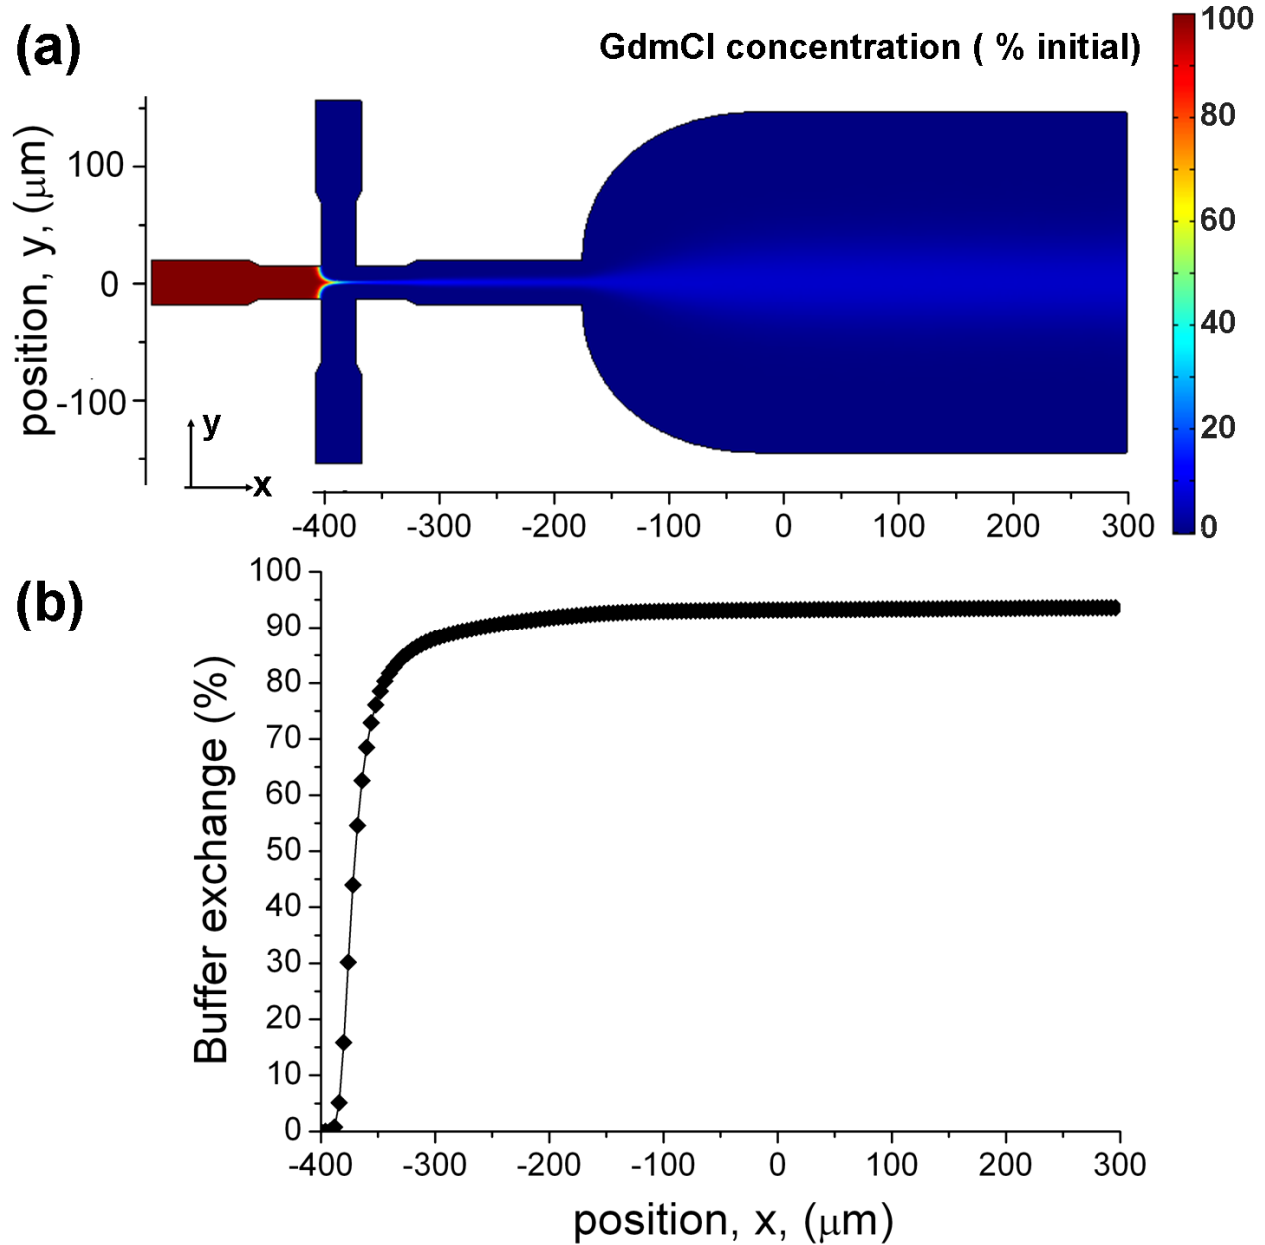 (a)
GdmCl concentration ( % initial)
100
80
60
40
20
0
position, y, (μm)
100
0
-100
y
x
-400 -300 -200 -100 0 100 200 300
(b)
Buffer exchange (%)
100
90
80
70
60
50
40
30
20
10
0
-400 -300 -200 -100 0 100 200 300
position, x, (μm)